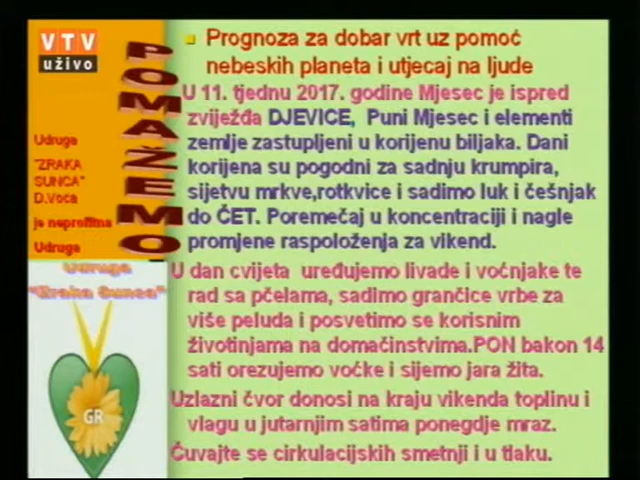 VTV
uživo
POMAŽEMO
Udruga
"ZRAKA
SUNCA"
D.Voća
je neprofitna
Udruga
Udruga
"Zraka Sunca"
GR
Prognoza za dobar vrt uz pomoć
nebeskih planeta i utjecaj na ljude
U 11. tjednu 2017. godine Mjesec je ispred
zviježđa DJEVICE, Puni Mjesec i elementi
zemlje zastupljeni u korijenu biljaka. Dani
korijena su pogodni za sadnju krumpira,
sijetvu mrkve,rotkvice i sadimo luk i češnjak
do ČET. Poremečaj u koncentraciji i nagle
promjene raspoloženja za vikend.
U dan cvijeta uređujemo livade i voćnjake te
rad sa pčelama, sadimo grančice vrbe za
više peluda i posvetimo se korisnim
životinjama na domačinstvima.PON bakon 14
sati orezujemo voćke i sijemo jara žita.
Uzlazni čvor donosi na kraju vikenda toplinu i
vlagu u jutarnjim satima ponegdje mraz.
Čuvajte se cirkulacijskih smetnji i u tlaku.